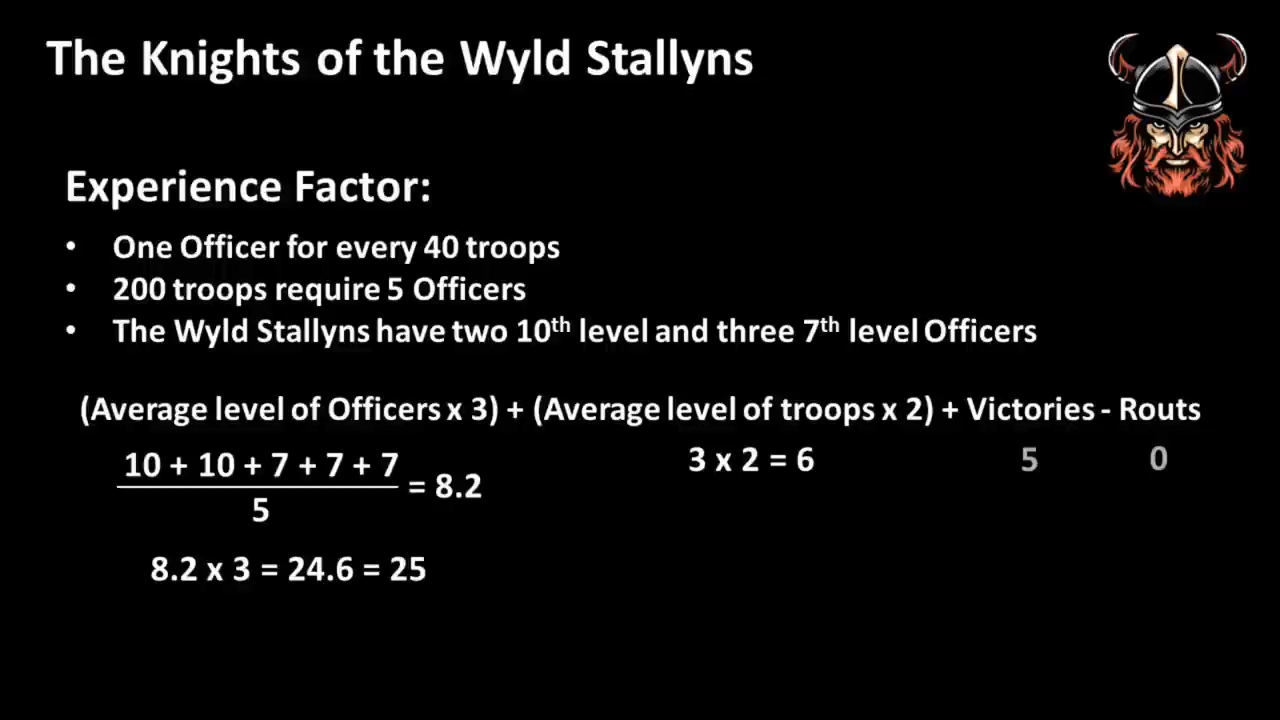 The Knights of the Wyld Stallyns
Experience Factor:
• One Officer for every 40 troops
• 200 troops require 5 Officers
• The Wyld Stallyns have two 10th level and three 7th level Officers
(Average level of Officers x 3) + (Average level of troops x 2) + Victories - Routs
10 + 10 + 7 + 7 + 7
5
= 8.2
3 x 2 = 6
5
0
8.2 x 3 = 24.6 = 25